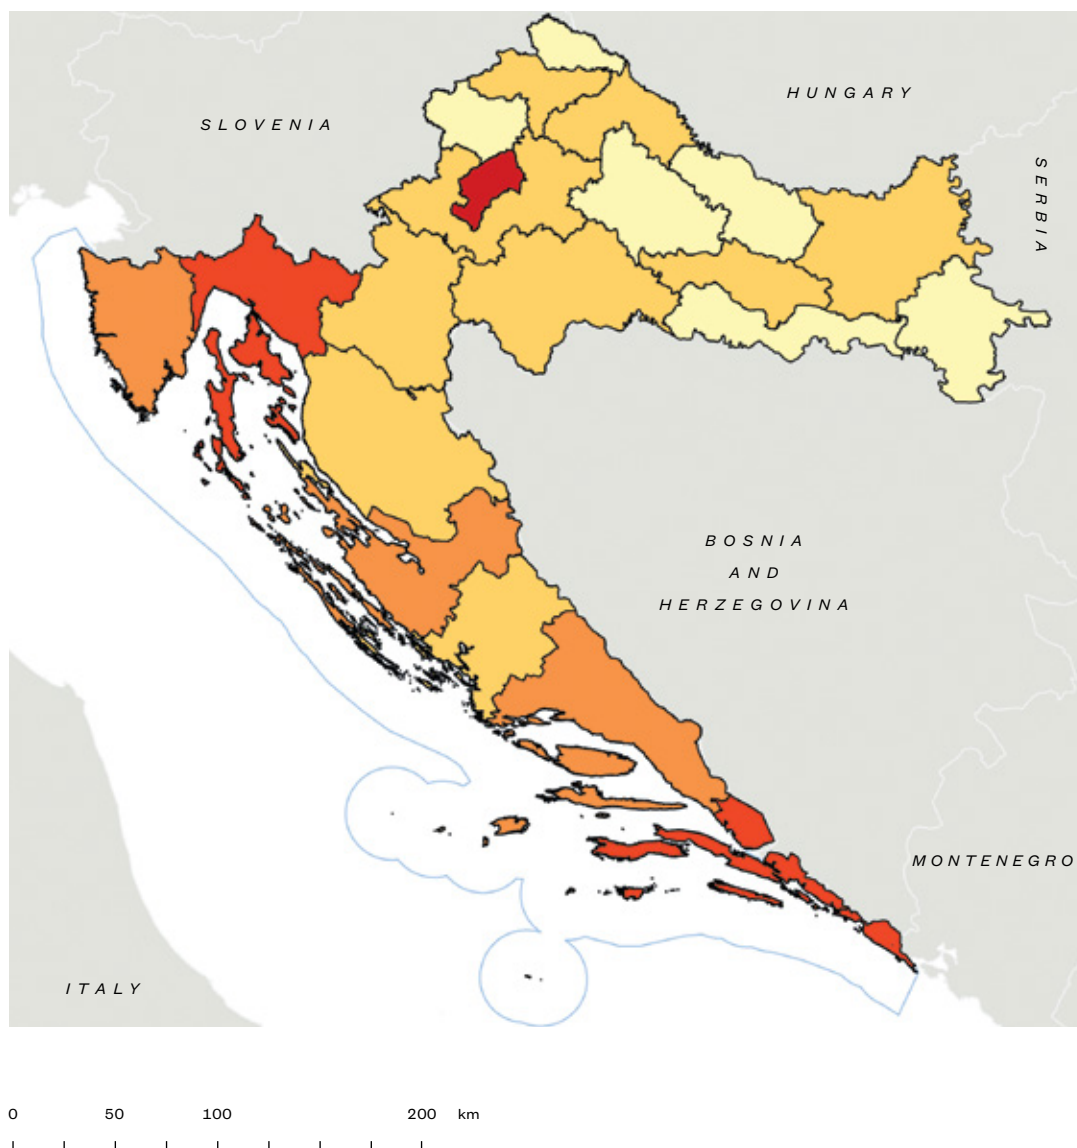 HUNGARY
SLOVENIA
SERBIA
BOSNIA
AND
HERZEGOVINA
MONTENEGRO
ITALY
0 50 100 200 km